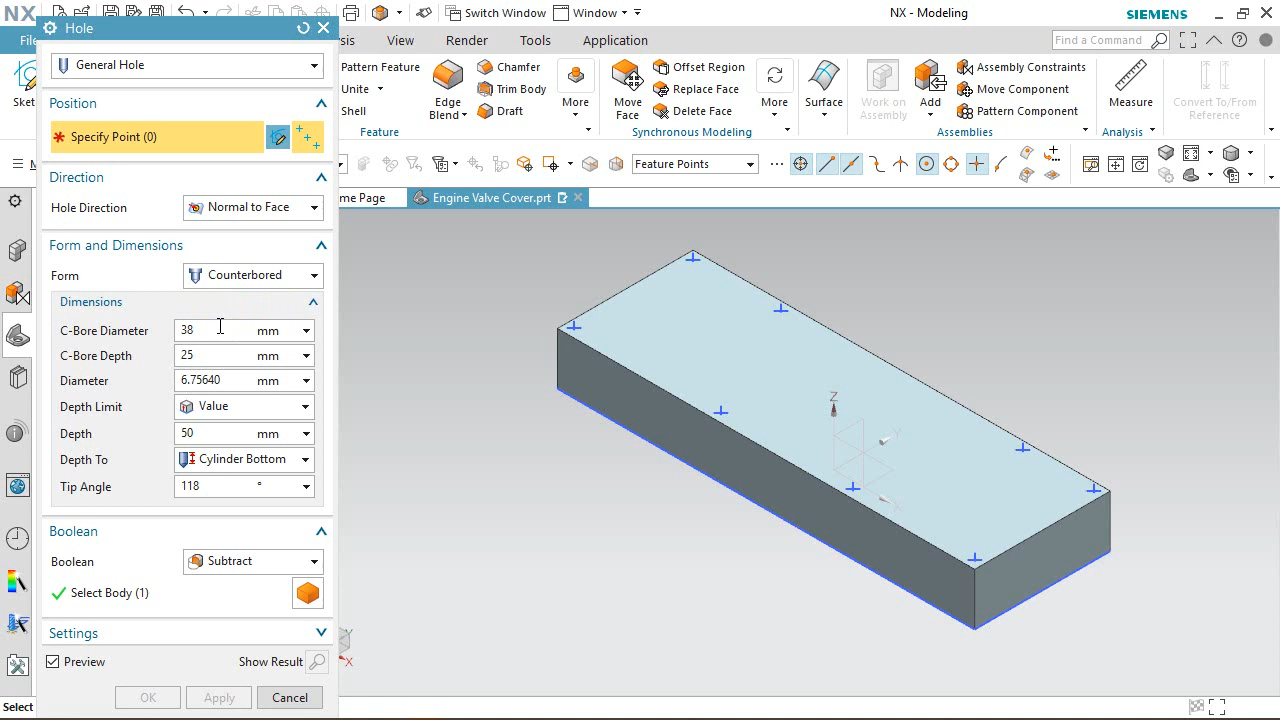 NX
Switch Window
Window
NX - Modeling
SIEMENS
Hole
View
Render
Tools
Application
Find a Command
General Hole
Pattern Feature
Unite
Shell
Edge
Blend
Chamfer
Trim Body
Draft
More
Feature
Move
Face
Offset Region
Replace Face
Delete Face
More
Synchronous Modeling
Surface
Work on
Assembly
Add
Assembly Constraints
Move Component
Pattern Component
Assemblies
Measure
Analysis
Convert To/From
Reference
Position
* Specify Point (0)
Feature Points
Direction
Hole Direction
Normal to Face
me Page
Engine Valve Cover.prt
Form and Dimensions
Form
Counterbored
Dimensions
C-Bore Diameter 38 mm
C-Bore Depth 25 mm
Diameter 6.75640 mm
Depth Limit Value
Depth 50 mm
Depth To Cylinder Bottom
Tip Angle 118 °
Boolean
Boolean Subtract
Select Body (1)
Settings
Preview
Show Result
OK
Apply
Cancel
Select
Z
Y
X
X